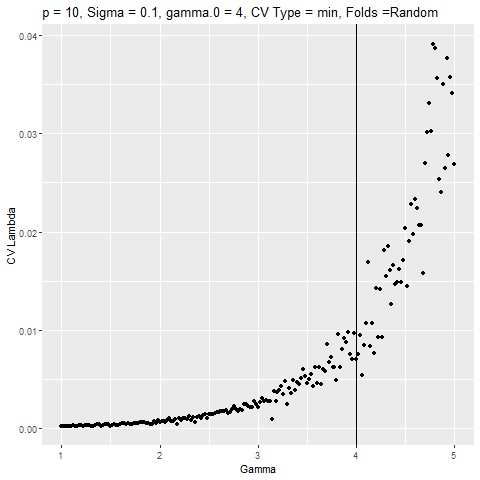 p = 10, Sigma = 0.1, gamma.0 = 4, CV Type = min, Folds =Random
0.04
0.03
0.02
0.01
0.00
CV Lambda
1 2 3 4 5
Gamma